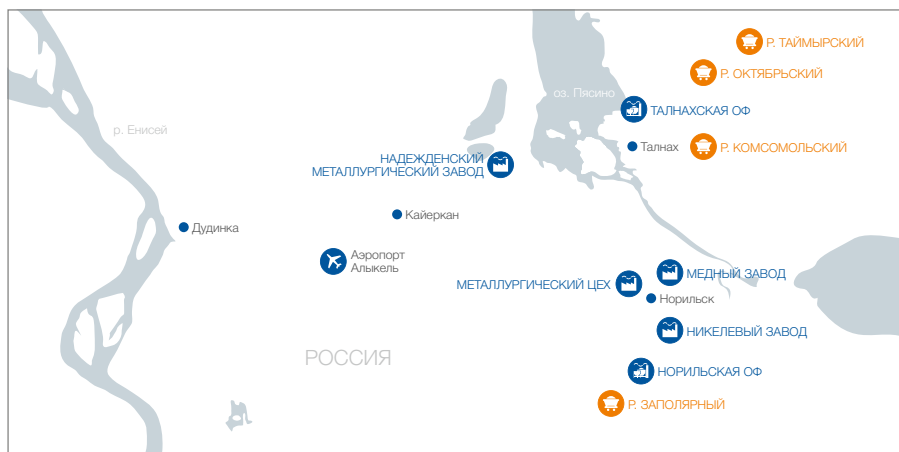 Р. ТАЙМЫРСКИЙ
Р. ОКТЯБРЬСКИЙ
оз. Пясино
ТАЛНАХСКАЯ ОФ
р. Енисей
Талнах
Р. КОМСОМОЛЬСКИЙ
НАДЕЖДЕНСКИЙ
МЕТАЛЛУРГИЧЕСКИЙ ЗАВОД
Кайеркан
Дудинка
Аэропорт
Алыкель
МЕДНЫЙ ЗАВОД
МЕТАЛЛУРГИЧЕСКИЙ ЦЕХ
Норильск
НИКЕЛЕВЫЙ ЗАВОД
РОССИЯ
НОРИЛЬСКАЯ ОФ
Р. ЗАПОЛЯРНЫЙ